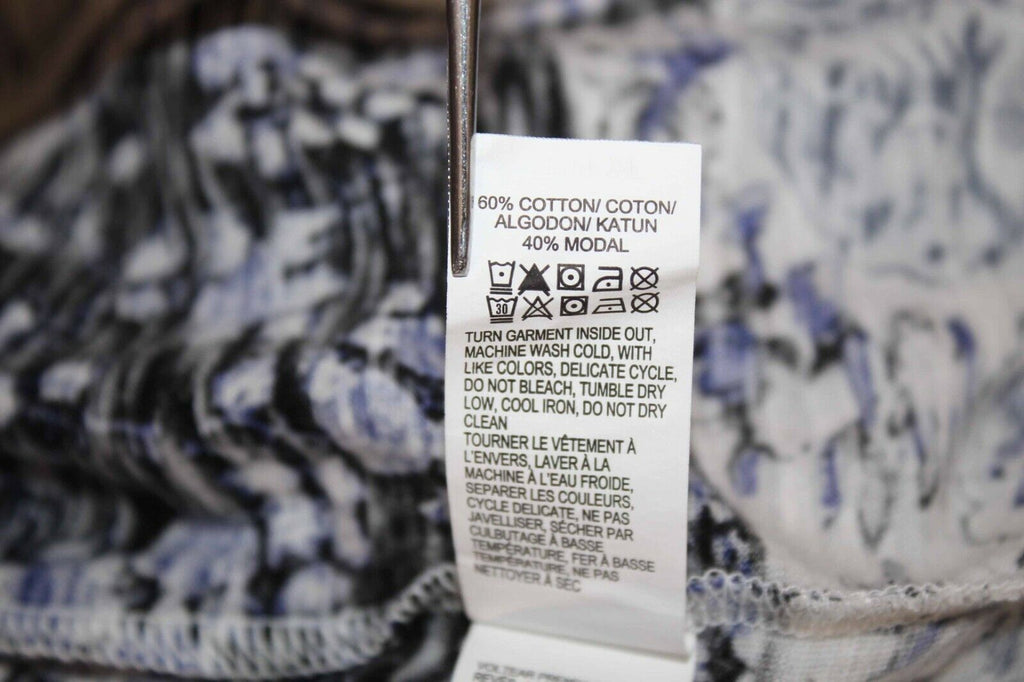 60% COTTON/ COTON/
ALGODON/ KATUN
40% MODAL
30
TURN GARMENT INSIDE OUT,
MACHINE WASH COLD, WITH
LIKE COLORS, DELICATE CYCLE,
DO NOT BLEACH, TUMBLE DRY
LOW, COOL IRON, DO NOT DRY
CLEAN
TOURNER LE VÊTEMENT À
L'ENVERS, LAVER À LA
MACHINE À L'EAU FROIDE,
SEPARER LES COULEURS,
CYCLE DELICATE, NE PAS
JAVELLISER, SÉCHER PAR
CULBUTAGE À BASSE
TEMPÉRATURE, FER À BASSE
TEMPÉRATURE, NE PAS
NETTOYER À SEC